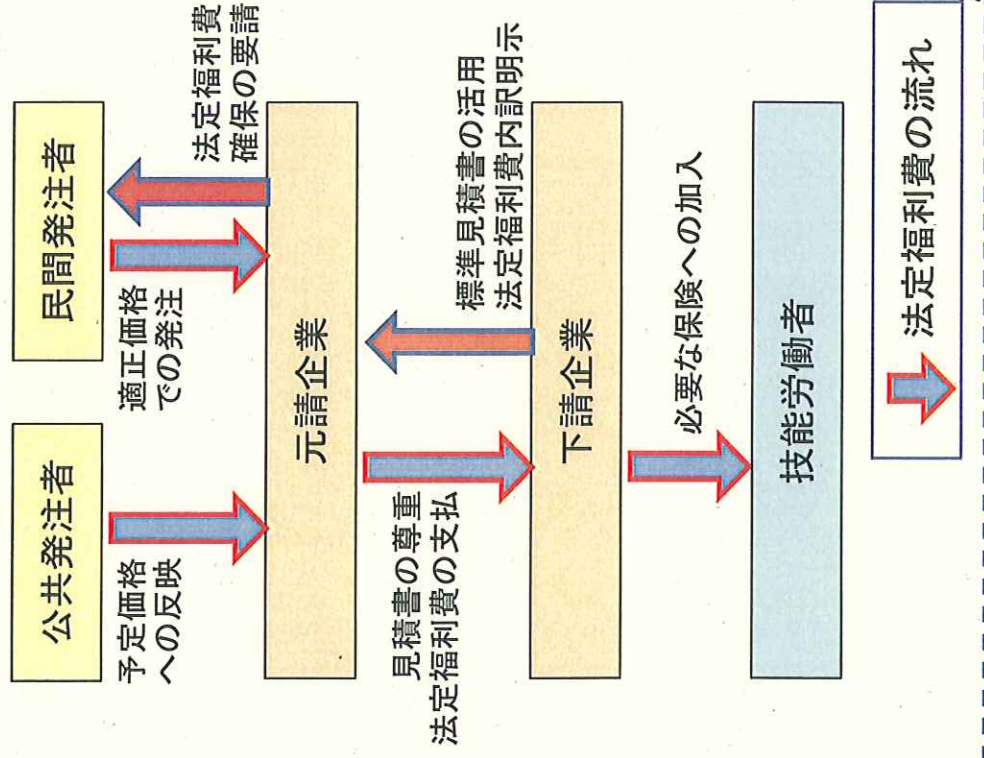 公共発注者
民間発注者
予定価格
への反映
適正価格
での発注
法定福利費
確保の要請
元請企業
見積書の尊重
法定福利費の支払
標準見積書の活用
法定福利費内訳明示
下請企業
必要な保険への加入
技能労働者
法定福利費の流れ